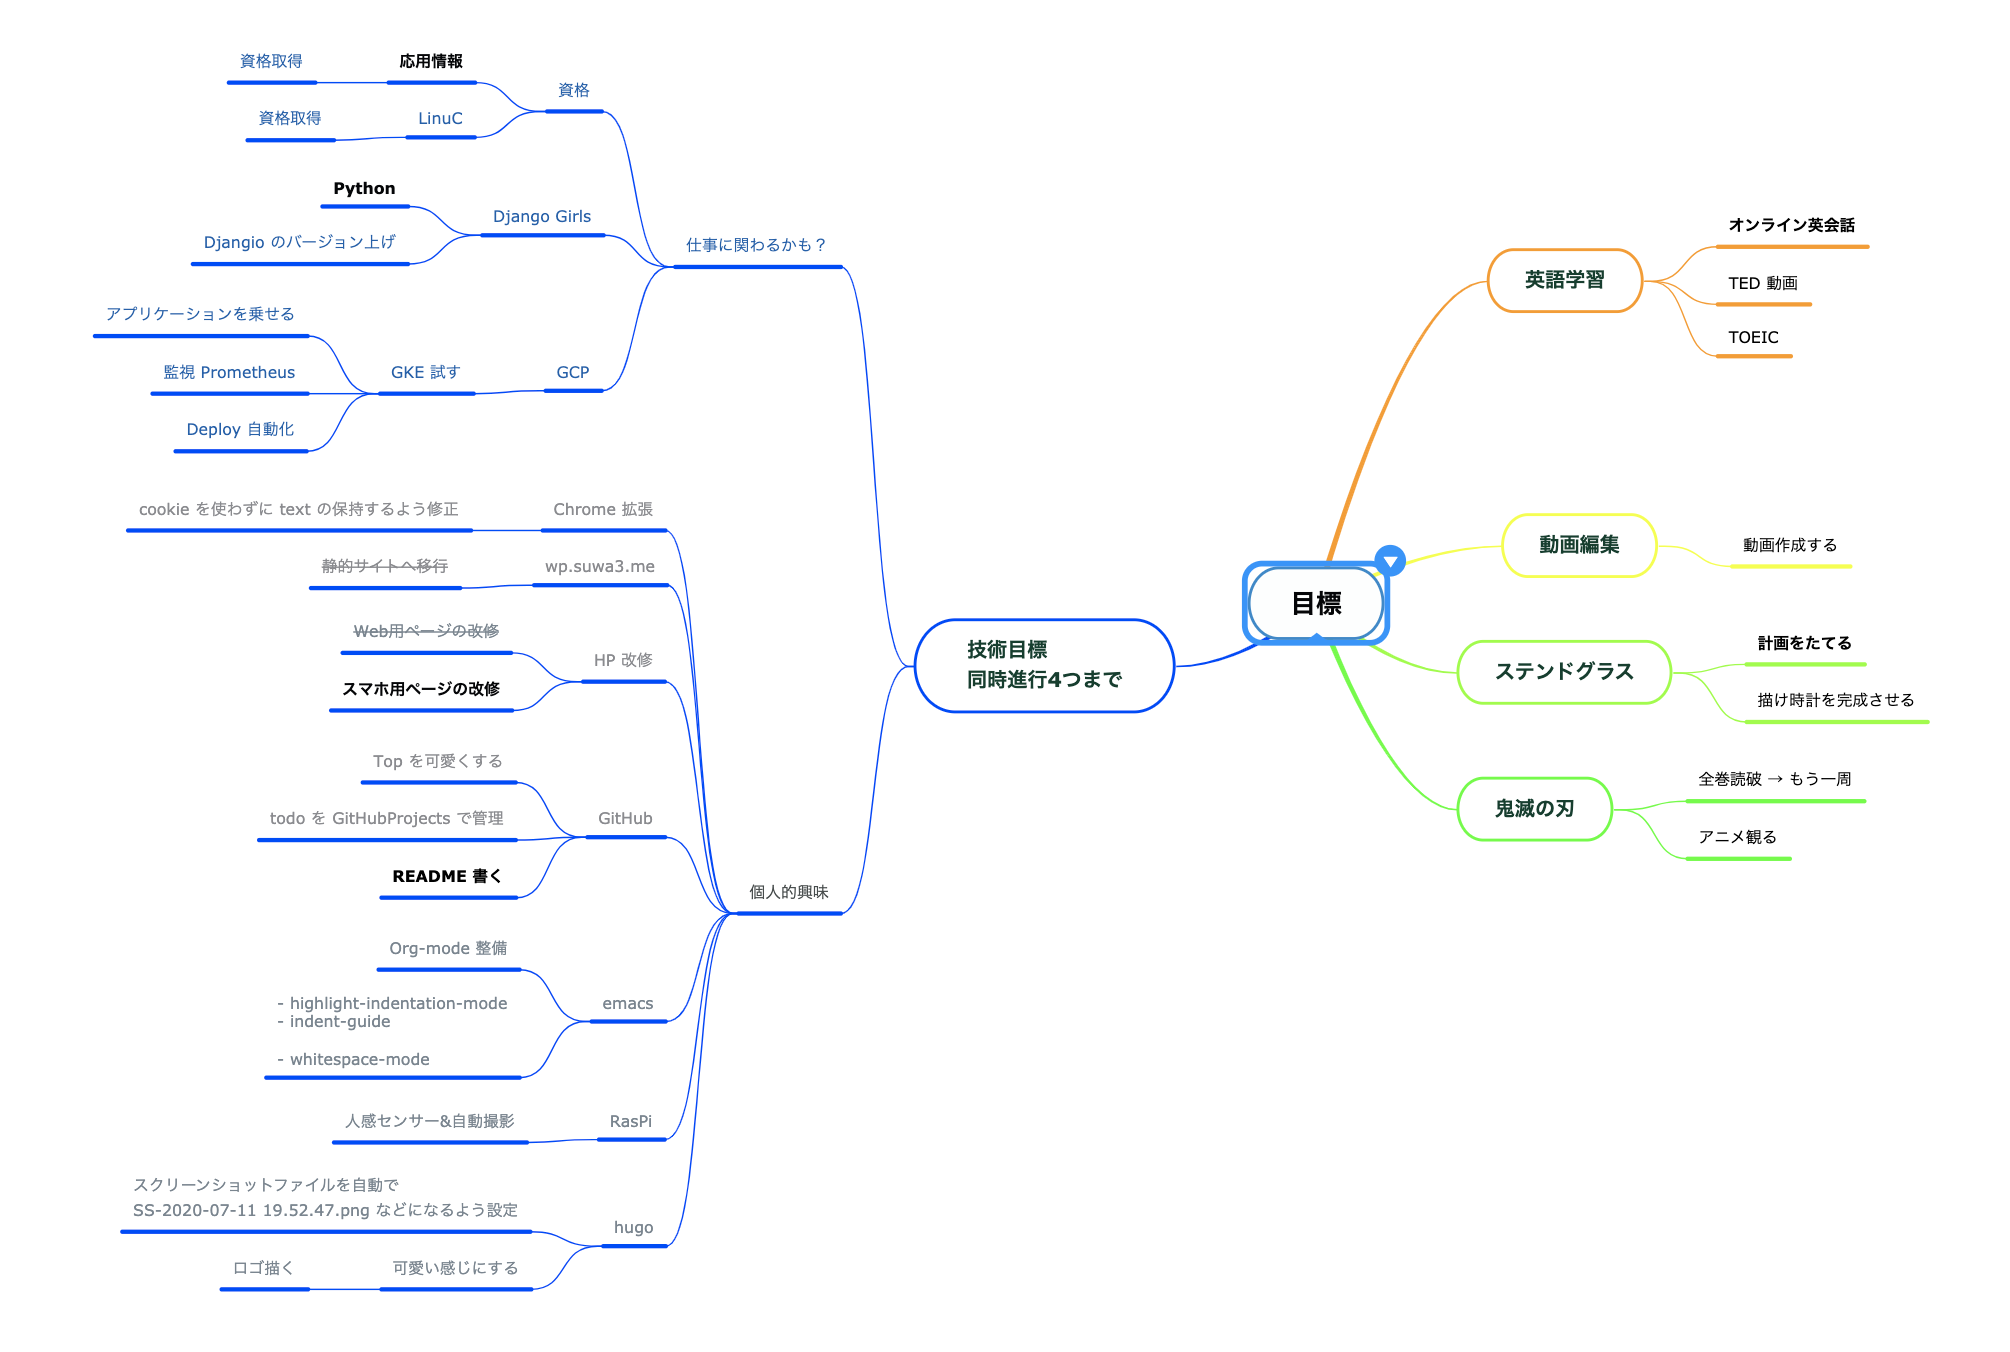 目標
技術目標
同時進行4つまで
仕事に関わるかも？
資格
応用情報
資格取得
LinuC
資格取得
Django Girls
Python
Djangio のバージョン上げ
GCP
GKE 試す
アプリケーションを乗せる
監視 Prometheus
Deploy 自動化
個人的興味
Chrome 拡張
cookie を使わずに text の保持するよう修正
wp.suwa3.me
静的サイトへ移行
HP 改修
Web用ページの改修
スマホ用ページの改修
GitHub
Top を可愛くする
todo を GitHubProjects で管理
README 書く
emacs
Org-mode 整備
- highlight-indentation-mode
- indent-guide
- whitespace-mode
RasPi
人感センサー&自動撮影
hugo
スクリーンショットファイルを自動で
SS-2020-07-11 19.52.47.png などになるよう設定
可愛い感じにする
ロゴ描く
英語学習
オンライン英会話
TED 動画
TOEIC
動画編集
動画作成する
ステンドグラス
計画をたてる
描け時計を完成させる
鬼滅の刃
全巻読破 → もう一周
アニメ観る